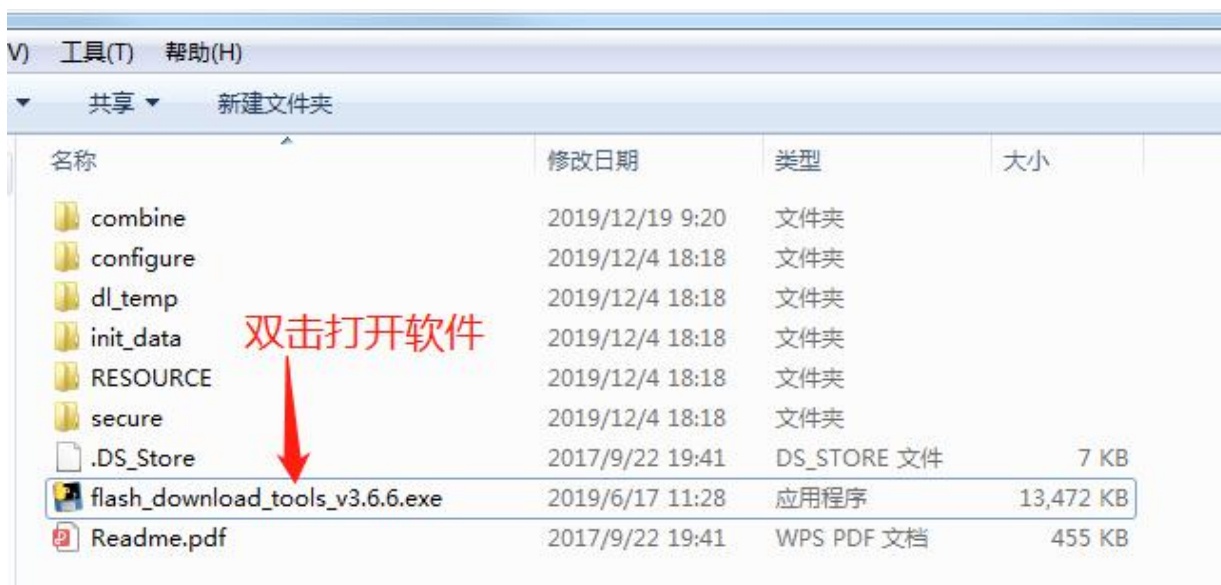 V) 工具(T) 帮助(H)
共享 新建文件夹
名称 修改日期 类型 大小
combine 2019/12/19 9:20 文件夹
configure 2019/12/4 18:18 文件夹
dl_temp 2019/12/4 18:18 文件夹
init_data 2019/12/4 18:18 文件夹
双击打开软件
RESOURCE 2019/12/4 18:18 文件夹
secure 2019/12/4 18:18 文件夹
.DS_Store 2017/9/22 19:41 DS_STORE 文件 7 KB
flash_download_tools_v3.6.6.exe 2019/6/17 11:28 应用程序 13,472 KB
Readme.pdf 2017/9/22 19:41 WPS PDF 文档 455 KB